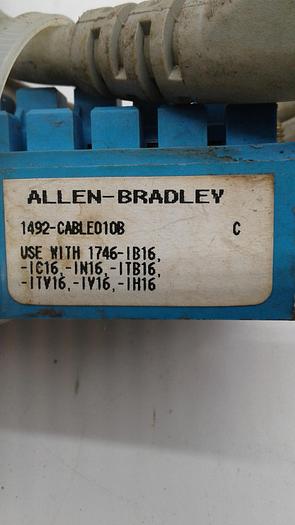 ALLEN-BRADLEY
1492-CABLE010B C
USE WITH 1746-IB16,
-IC16,-IN16,-ITB16,
-ITV16,-IV16,-IH16